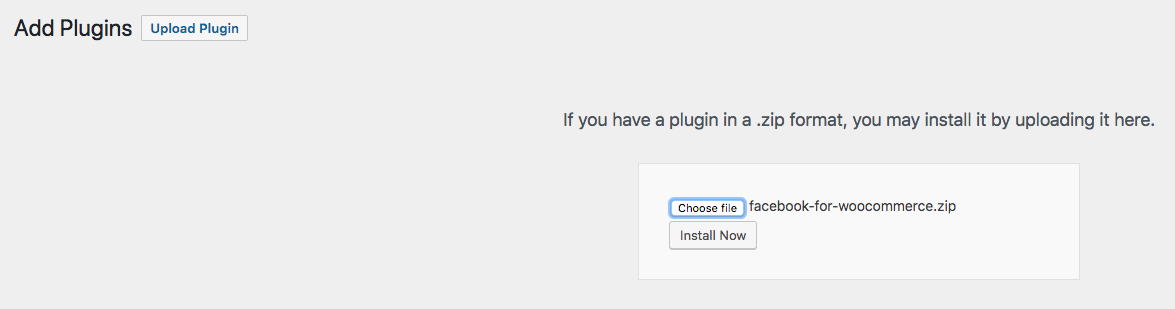 Add Plugins Upload Plugin
If you have a plugin in a .zip format, you may install it by uploading it here.
Choose file facebook-for-woocommerce.zip
Install Now